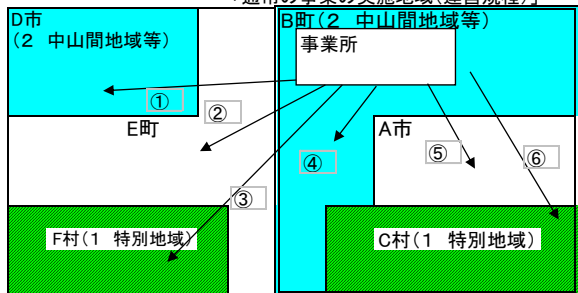 「通常の事業の実施地域(運営規程)」
D市
(2 中山間地域等)
B町(2 中山間地域等)
事業所
①
②
E町
A市
④
⑤
⑥
③
F村(1 特別地域)
C村(1 特別地域)